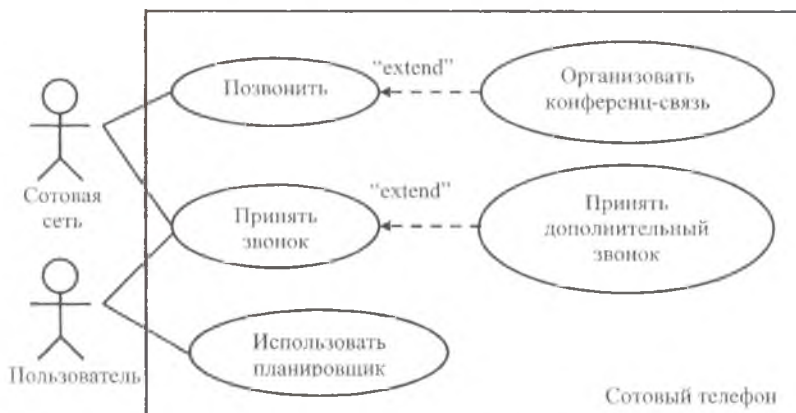 Позвонить
“extend”
Организовать
конференц-связь
Сотовая
сеть
Принять
звонок
“extend”
Принять
дополнительный
звонок
Пользователь
Использовать
планировщик
Сотовый телефон